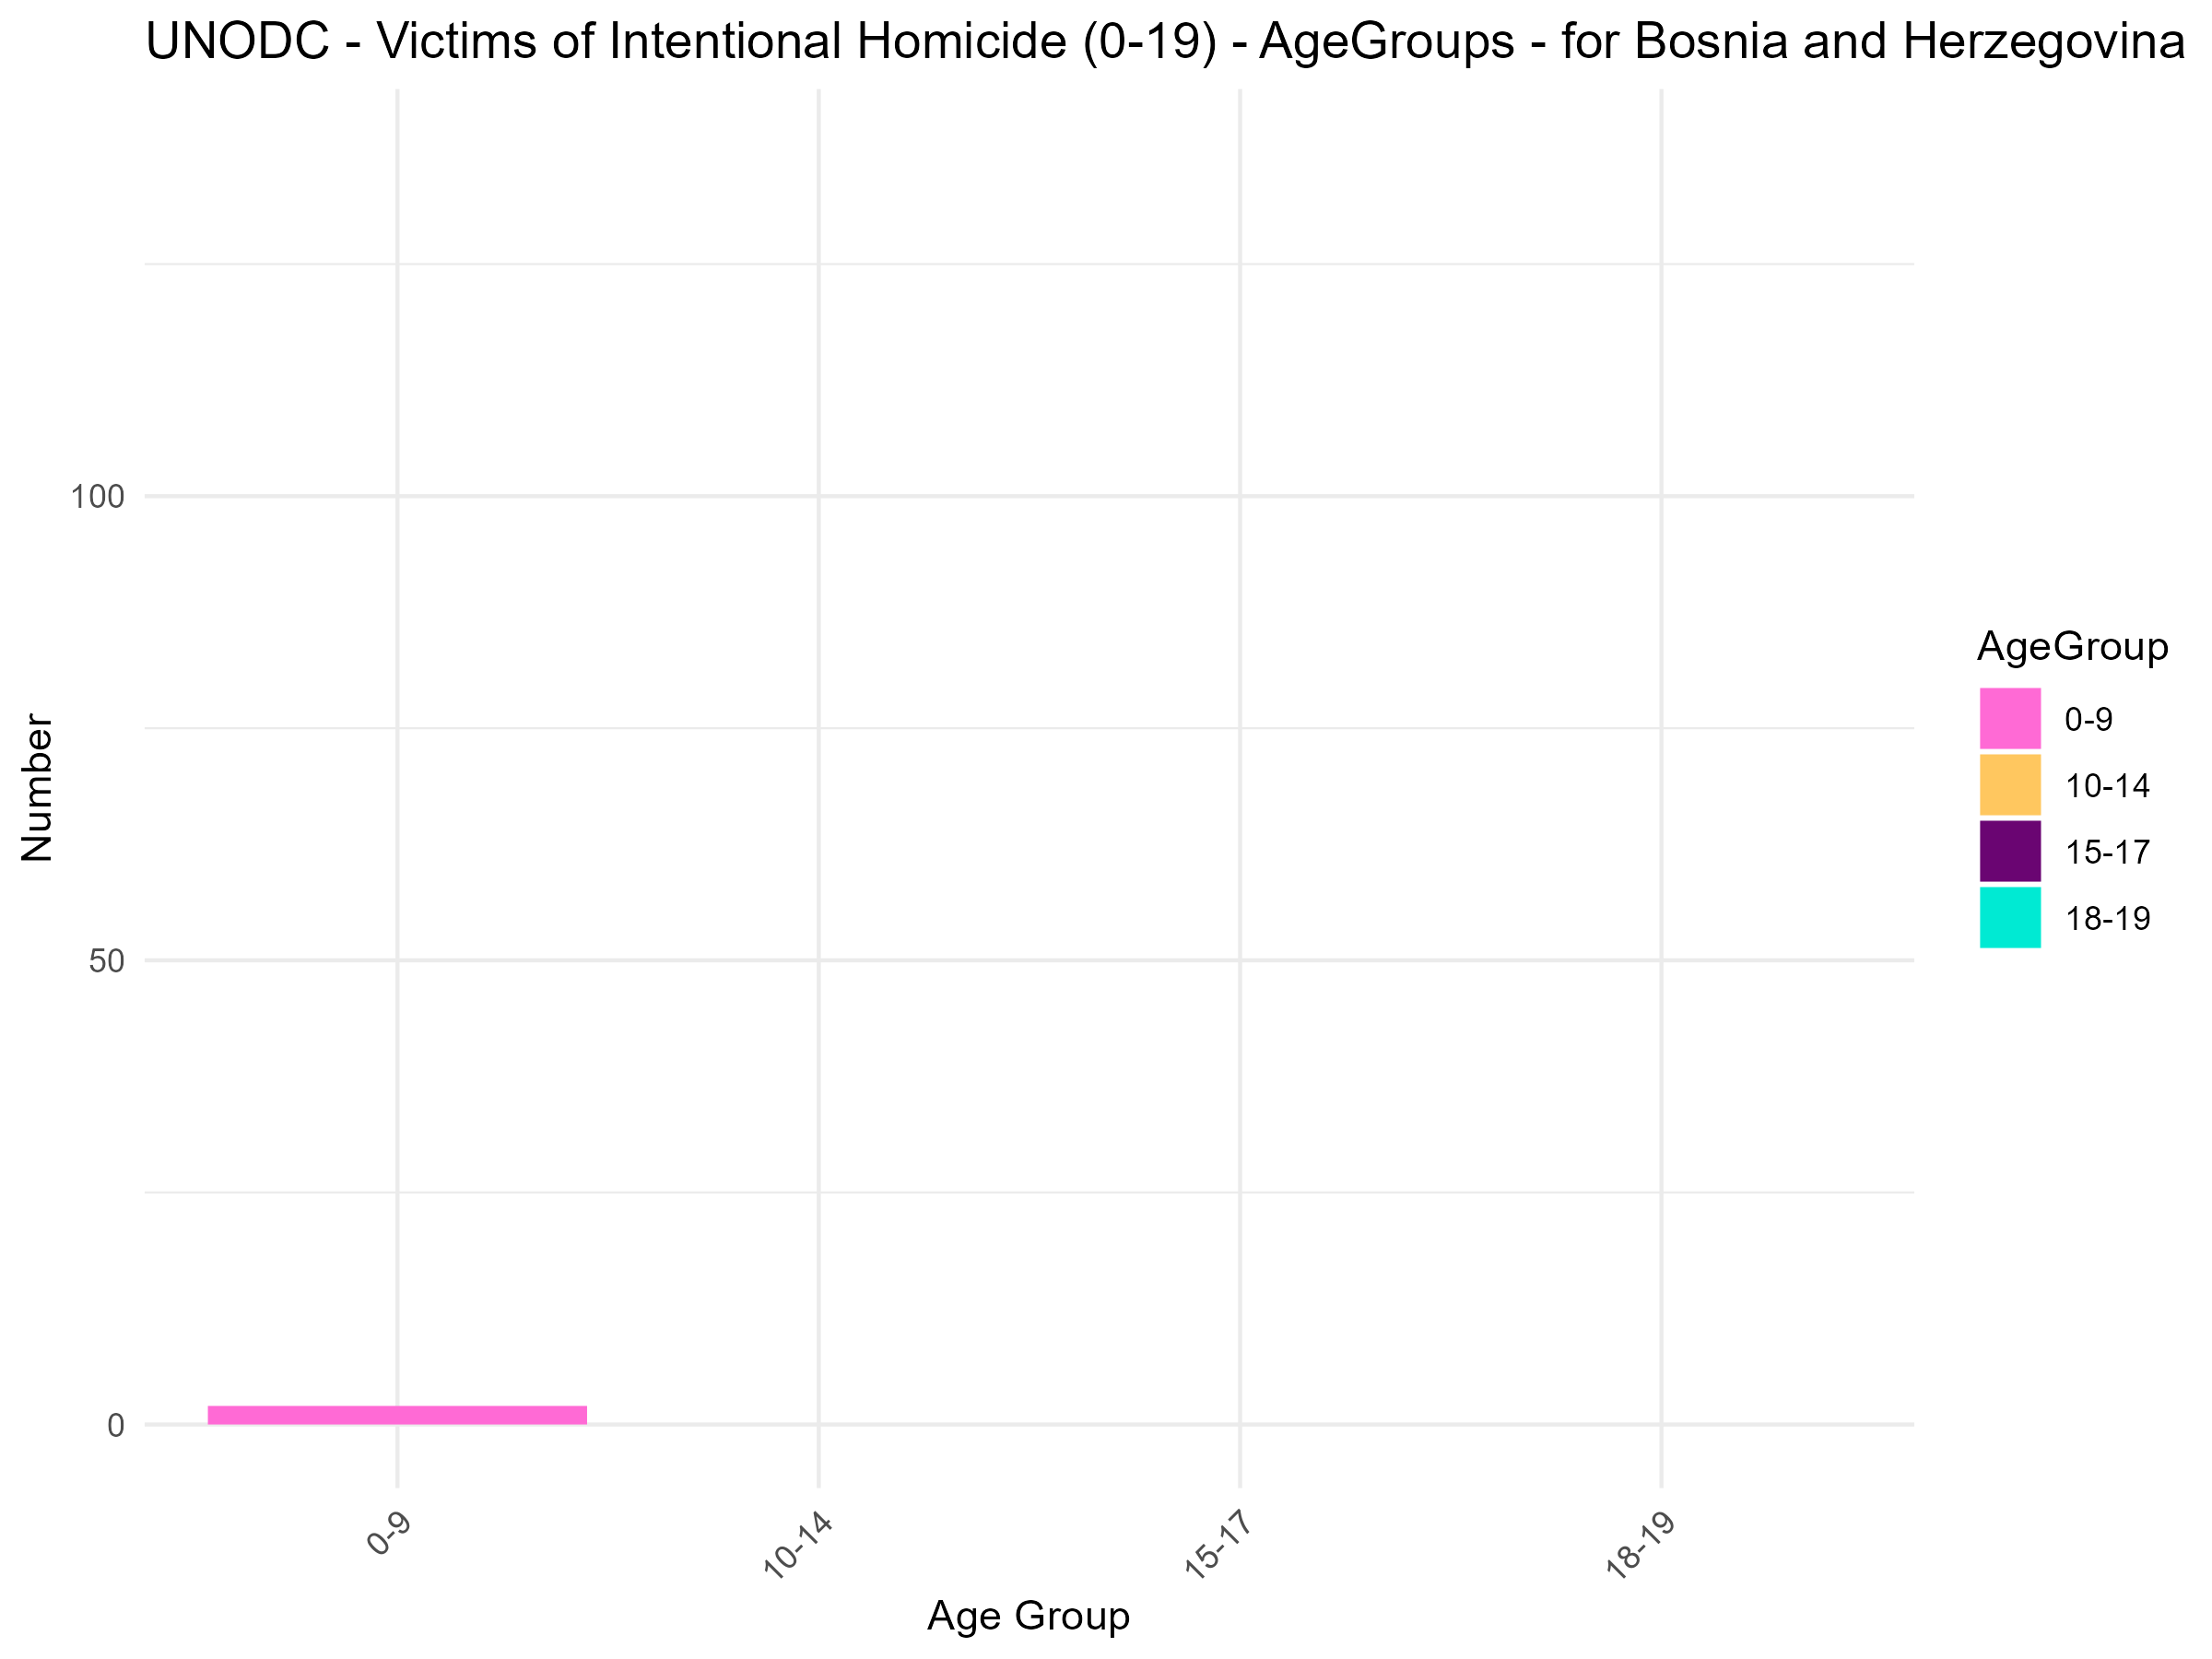 UNODC - Victims of Intentional Homicide (0-19) - AgeGroups - for Bosnia and Herzegovina
100
50
0
Number
0-9
10-14
15-17
18-19
Age Group
AgeGroup
0-9
10-14
15-17
18-19